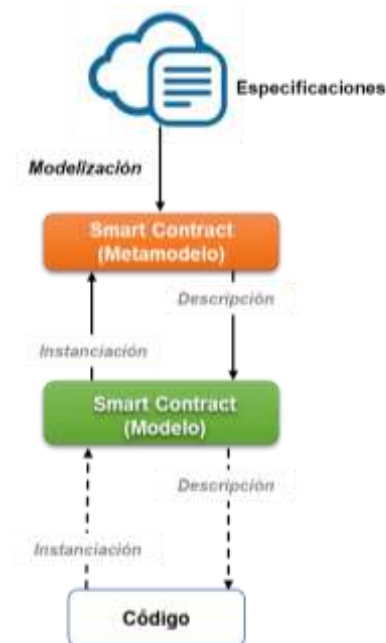 Especificaciones
Modelización
Smart Contract
(Metamodelo)
Descripción
Instanciación
Smart Contract
(Modelo)
Descripción
Instanciación
Código